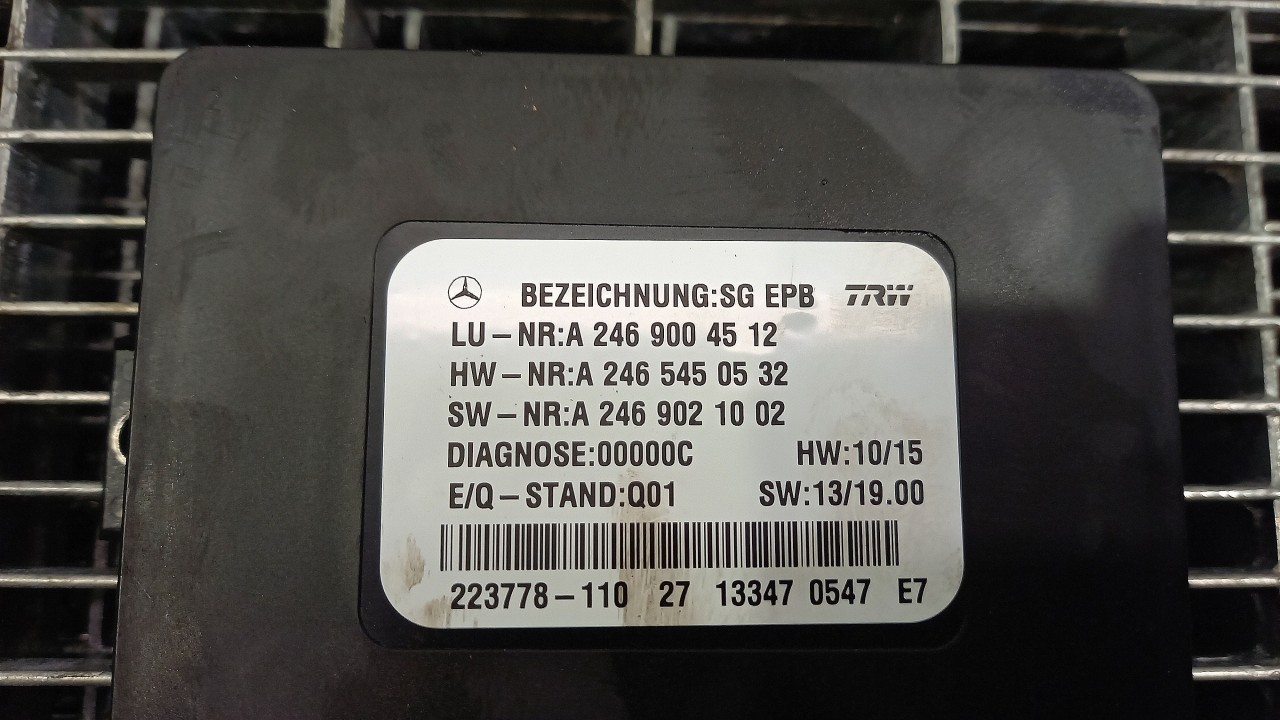 BEZEICHNUNG:SG EPB TRW
LU-NR:A 246 900 45 12
HW-NR:A 246 545 05 32
SW-NR:A 246 902 10 02
DIAGNOSE:00000C HW:10/15
E/Q-STAND:Q01 SW:13/19.00
223778-110 27 13347 0547 E7